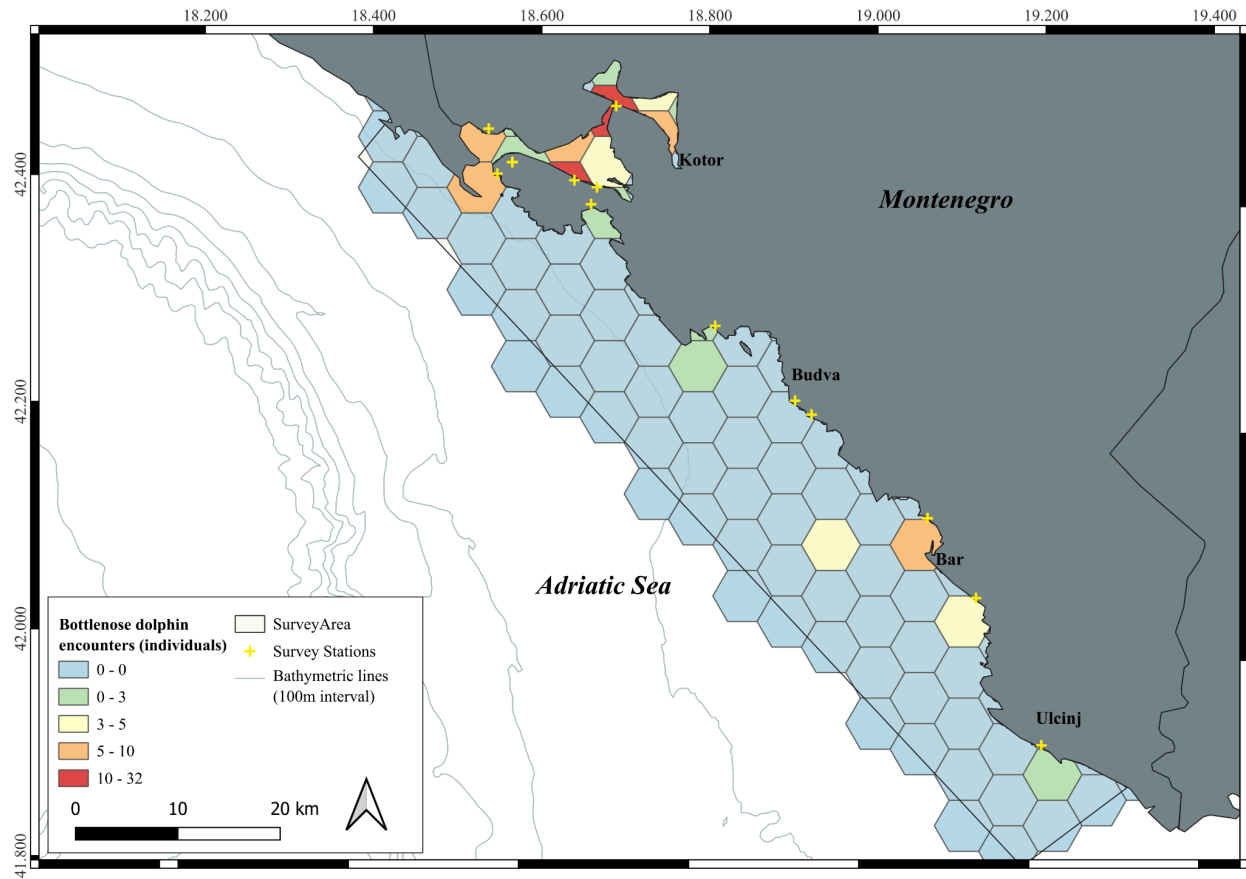 18.200 18.400 18.600 18.800 19.000 19.200 19.400
42.400
42.200
42.000
41.800
Kotor
Montenegro
Budva
Bar
Adriatic Sea
Ulcinj
Bottlenose dolphin
encounters (individuals)
0 - 0
0 - 3
3 - 5
5 - 10
10 - 32
SurveyArea
Survey Stations
Bathymetric lines
(100m interval)
0 10 20 km